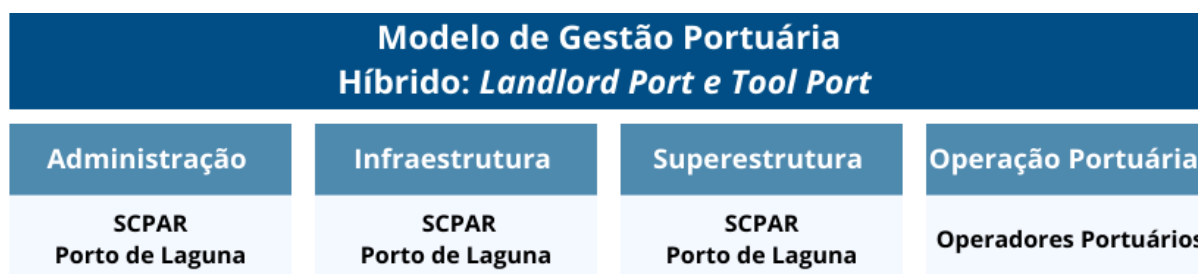 Modelo de Gestão Portuária
Híbrido: Landlord Port e Tool Port
Administração
Infraestrutura
Superestrutura
Operação Portuária
SCPAR
Porto de Laguna
SCPAR
Porto de Laguna
SCPAR
Porto de Laguna
Operadores Portuários